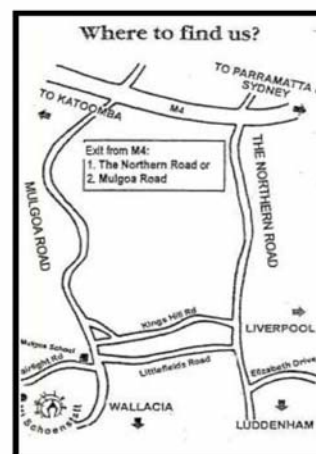 Where to find us?
TO PARRAMATTA
SYDNEY
TO KATOOMBA
M4
Exit from M4:
1. The Northern Road or
2. Mulgoa Road
MULGOA ROAD
THE NORTHERN ROAD
Kings Hill Rd
LIVERPOOL
Mulgoa School
Littlefields Road
Elizabeth Drive
WALLACIA
Schoenstatt
LUDDENHAM